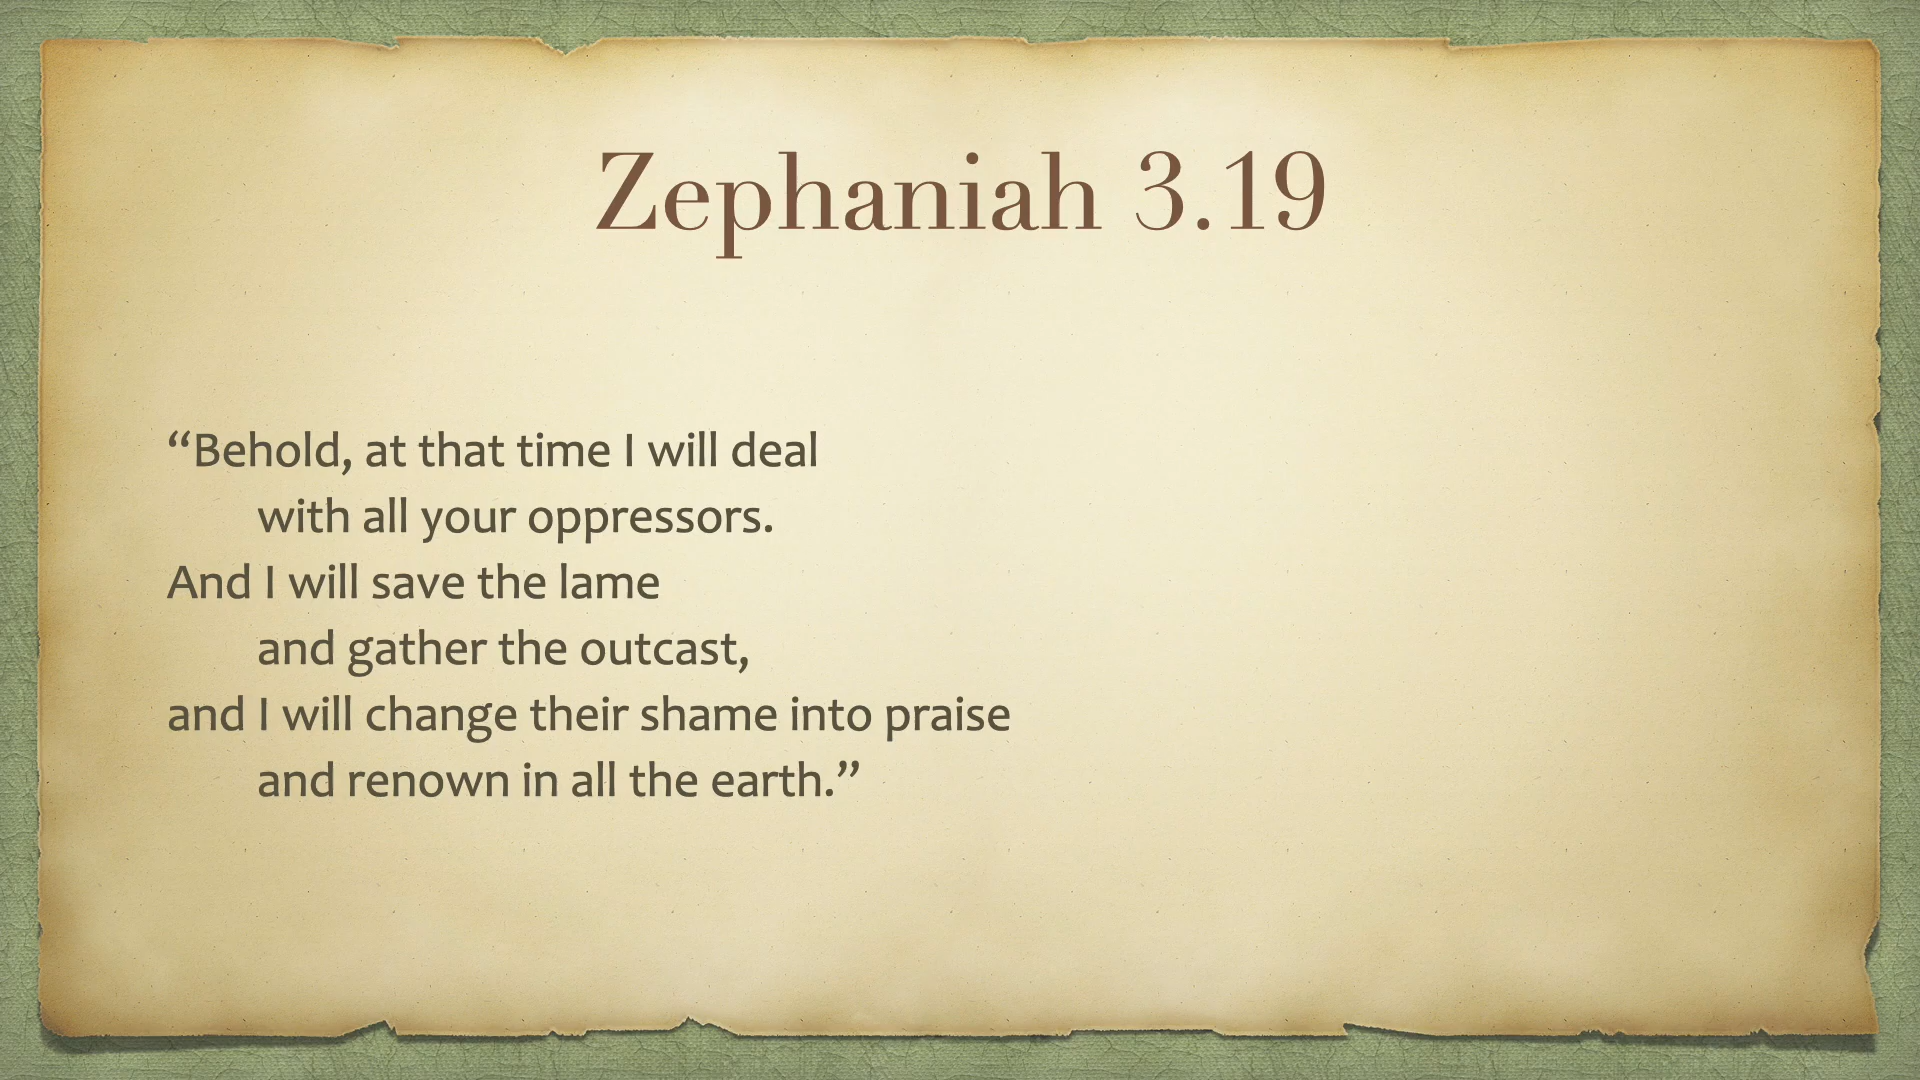 Zephaniah 3.19
“Behold, at that time I will deal
with all your oppressors.
And I will save the lame
and gather the outcast,
and I will change their shame into praise
and renown in all the earth.”